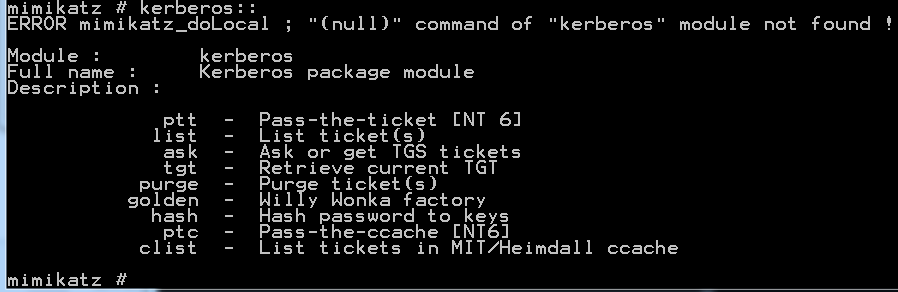 mimikatz # kerberos::
ERROR mimikatz_doLocal ; "(null)" command of "kerberos" module not found !
Module : kerberos
Full name : Kerberos package module
Description :
ptt - Pass-the-ticket [NT 6]
list - List ticket(s)
ask - Ask or get TGS tickets
tgt - Retrieve current TGT
purge - Purge ticket(s)
golden - Willy Wonka factory
hash - Hash password to keys
ptc - Pass-the-ccache [NT6]
clist - List tickets in MIT/Heimdall ccache
mimikatz #